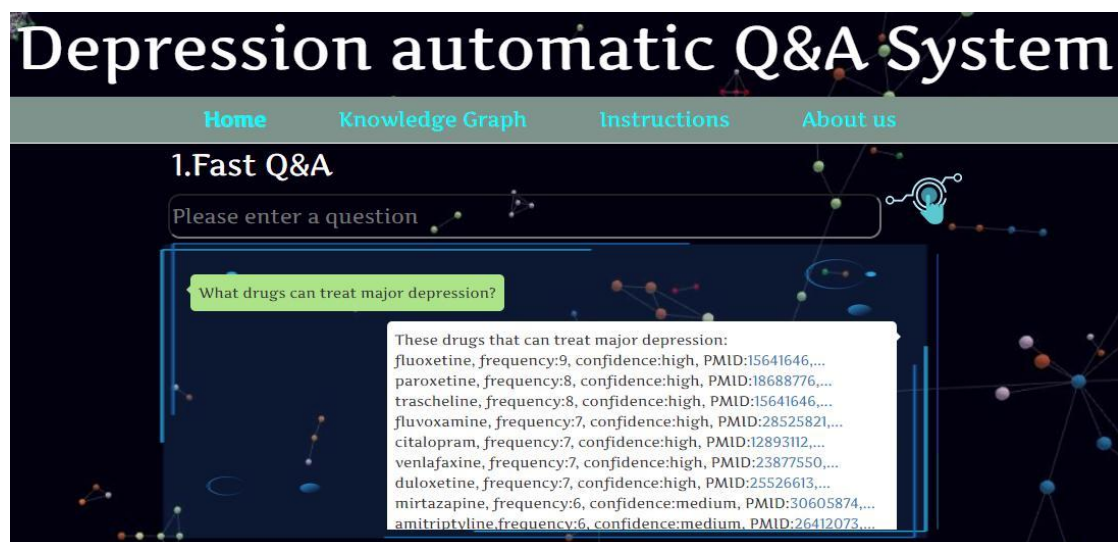 Depression automatic Q&A System
Home Knowledge Graph Instructions About us
1.Fast Q&A
Please enter a question
What drugs can treat major depression?
These drugs that can treat major depression:
fluoxetine, frequency:9, confidence:high, PMID:15641646,...
paroxetine, frequency:8, confidence:high, PMID:18688776,...
trascheline, frequency:8, confidence:high, PMID:15641646,...
fluvoxamine, frequency:7, confidence:high, PMID:28525821,...
citalopram, frequency:7, confidence:high, PMID:12893112,...
venlafaxine, frequency:7, confidence:high, PMID:23877550,...
duloxetine, frequency:7, confidence:high, PMID:25526613,...
mirtazapine, frequency:6, confidence:medium, PMID:30605874,...
amitriptyline,frequency:6, confidence:medium, PMID:26412073,...